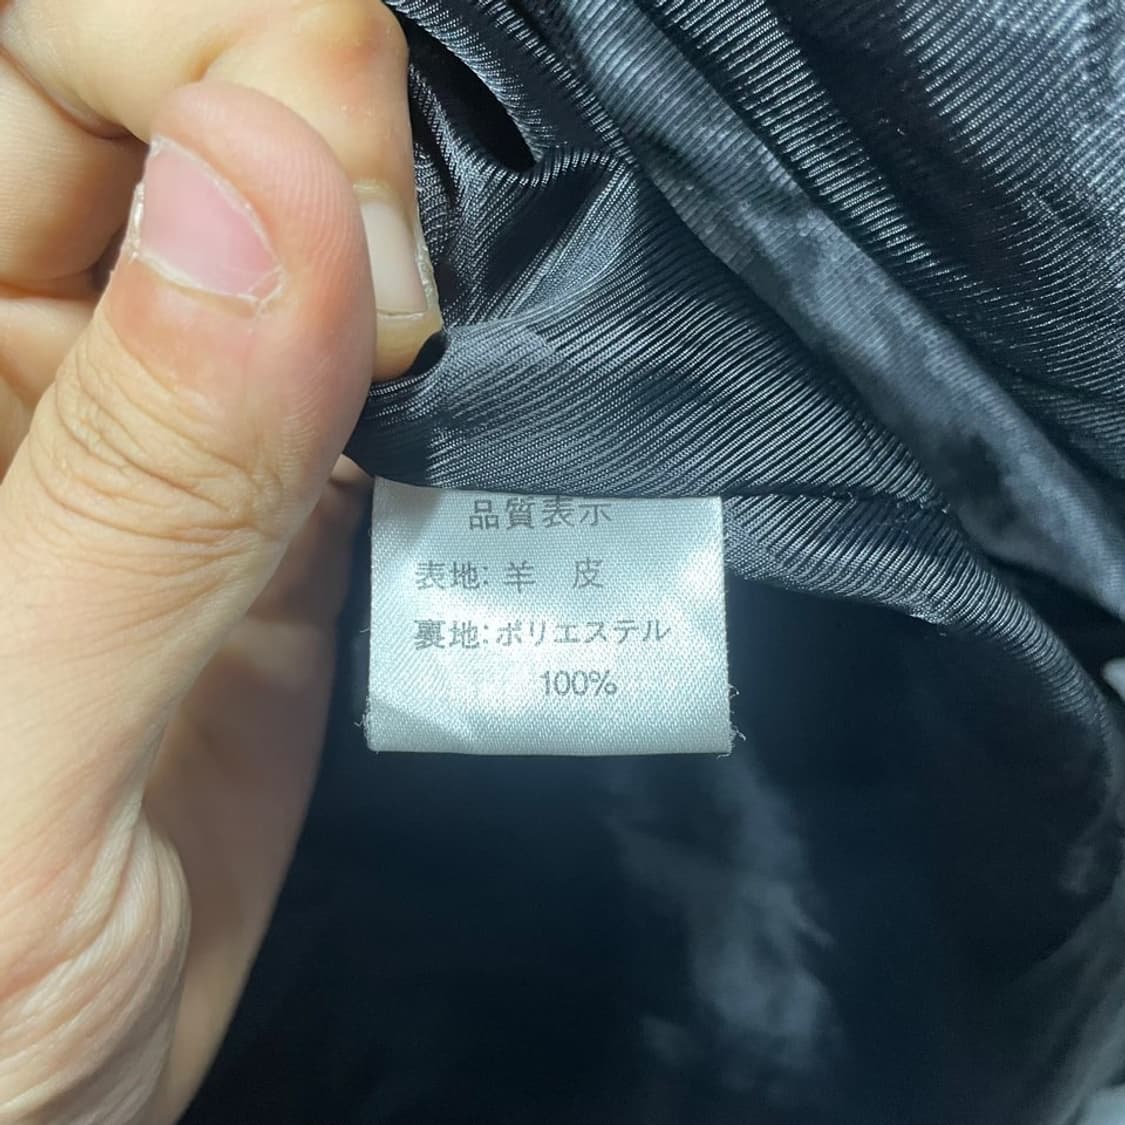 品質表示
表地: 羊 皮
裏地: ポリエステル
100%